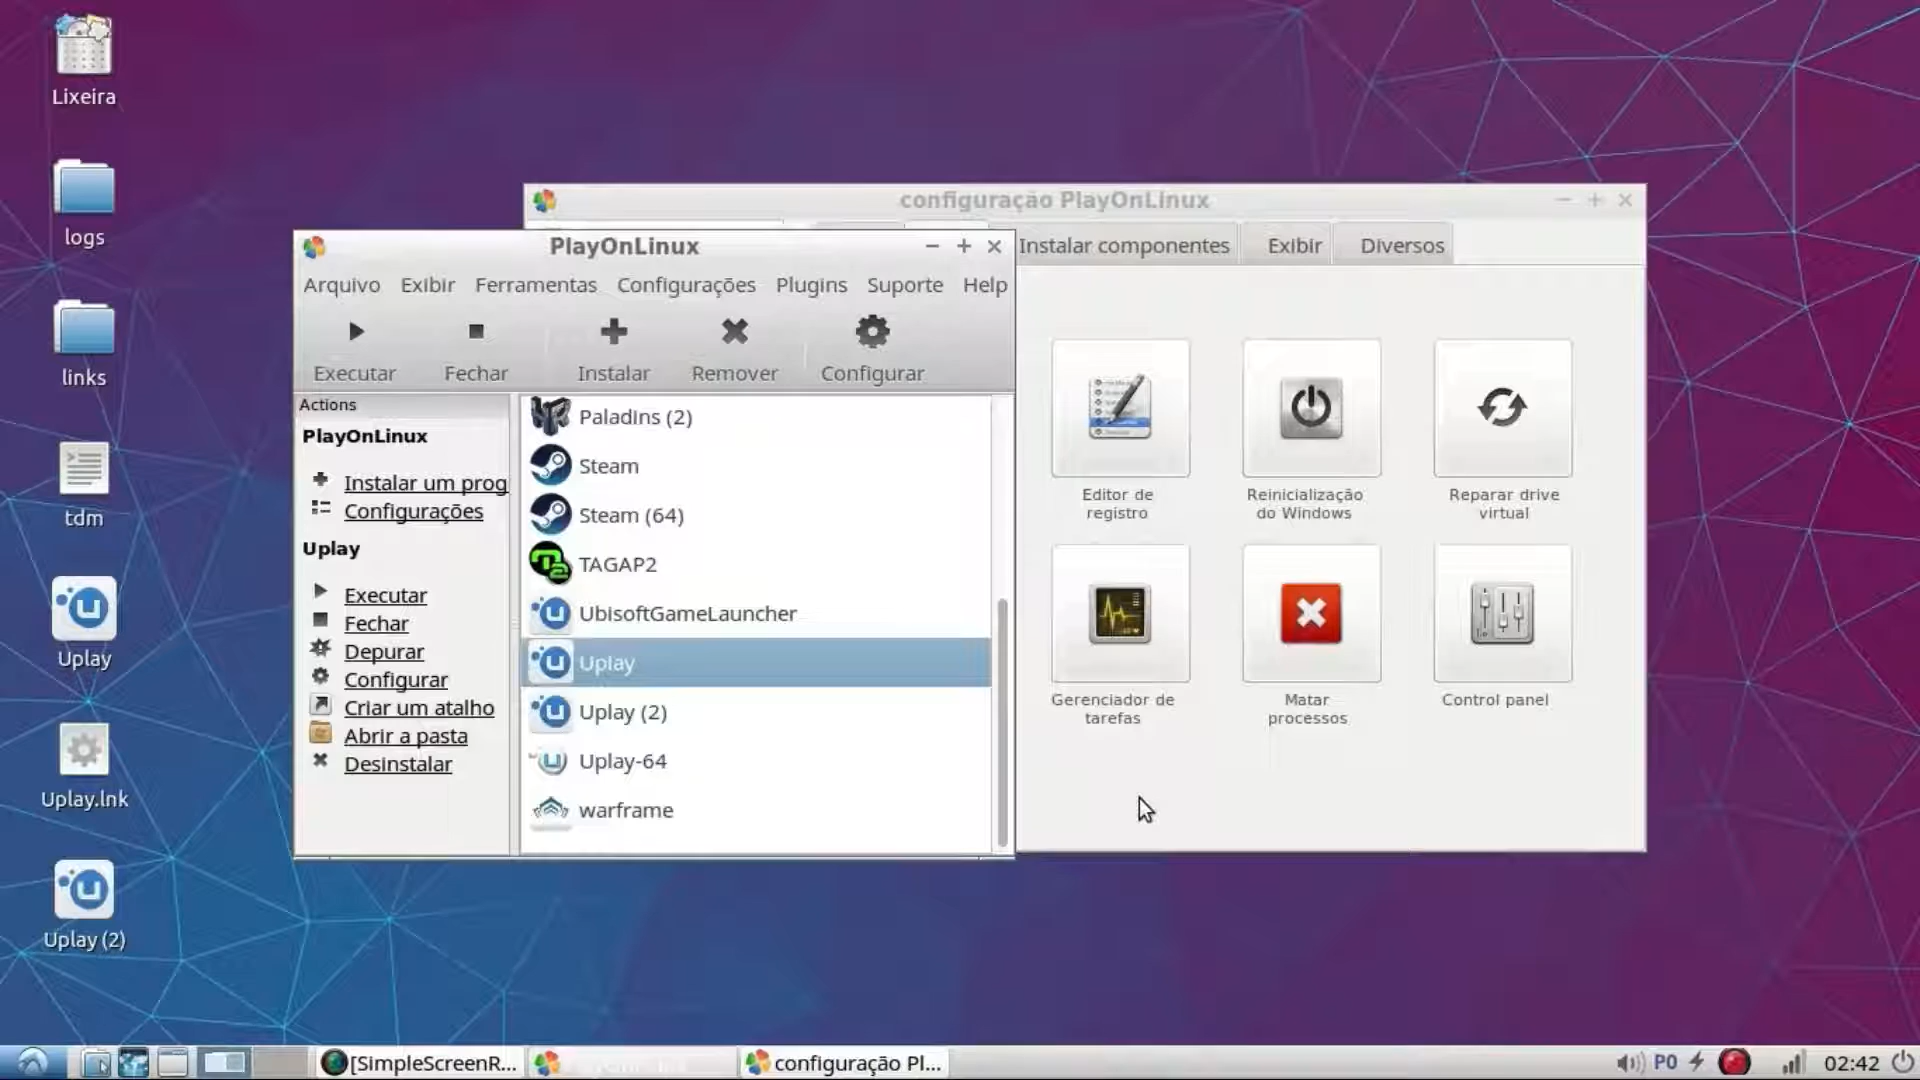 Lixeira
logs
links
tdm
Uplay
Uplay.lnk
Uplay (2)
configuração PlayOnLinux
Instalar componentes
Exibir
Diversos
Editor de
registro
Reinicialização
do Windows
Reparar drive
virtual
Gerenciador de
tarefas
Matar
processos
Control panel
PlayOnLinux
Arquivo Exibir Ferramentas Configurações Plugins Suporte Help
Executar Fechar Instalar Remover Configurar
Actions
PlayOnLinux
Instalar um prog
Configurações
Uplay
Executar
Fechar
Depurar
Configurar
Criar um atalho
Abrir a pasta
Desinstalar
Paladins (2)
Steam
Steam (64)
TAGAP2
UbisoftGameLauncher
Uplay
Uplay (2)
Uplay-64
warframe
[SimpleScreenR...
configuração Pl...
P0
02:42